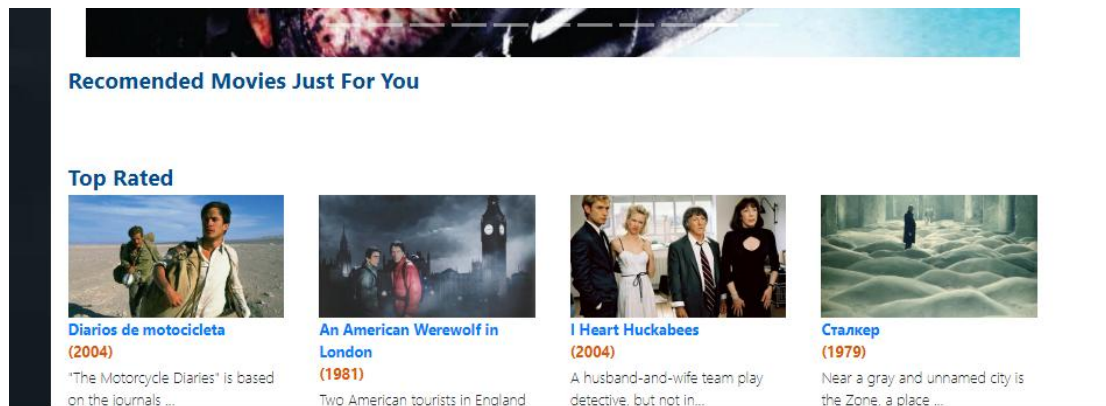 Recomended Movies Just For You
Top Rated
Diarios de motocicleta
(2004)
"The Motorcycle Diaries" is based
on the journals ...
An American Werewolf in
London
(1981)
Two American tourists in England
I Heart Huckabees
(2004)
A husband-and-wife team play
detective, but not in...
Сталкер
(1979)
Near a gray and unnamed city is
the Zone, a place ...